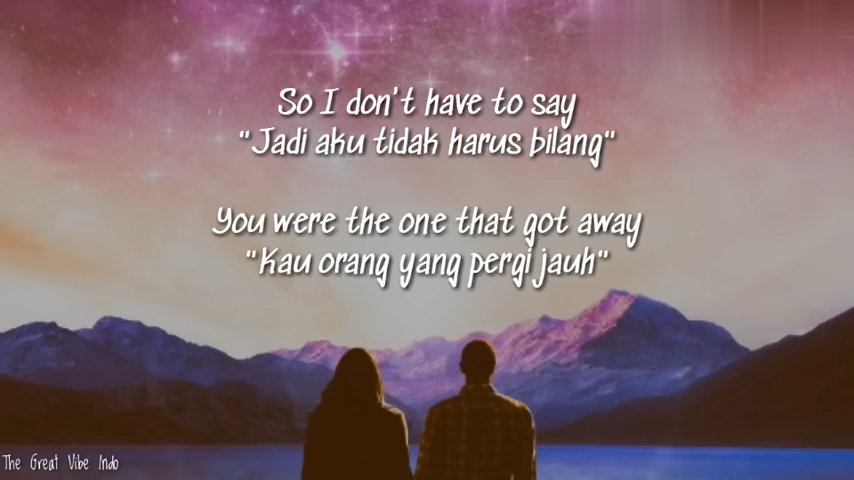 So I don't have to say
"Jadi aku tidak harus bilang"
You were the one that got away
"Kau orang yang pergi jauh"
The Great Vibe Indo